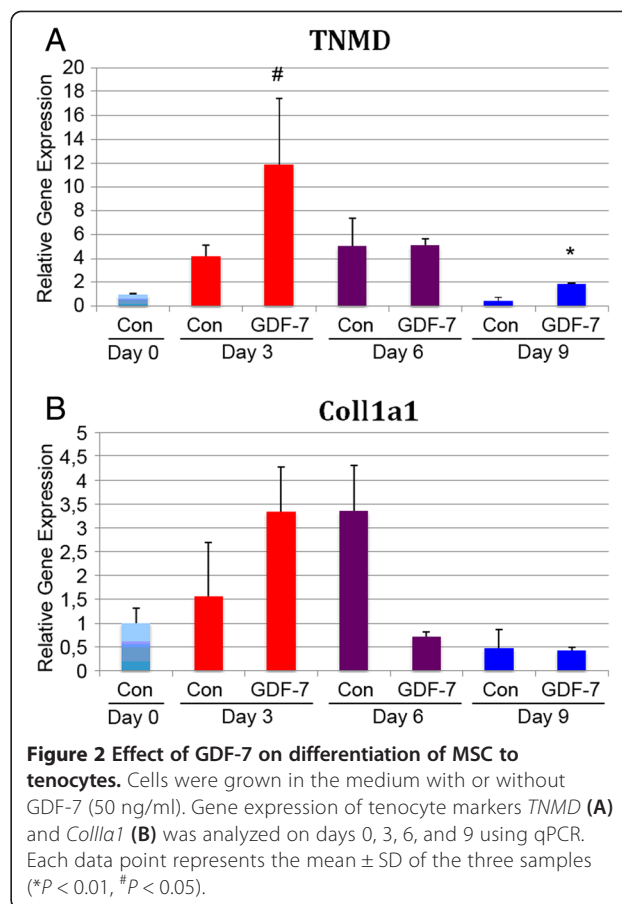 A
TNMD
Relative Gene Expression
20
18
16
14
12
10
8
6
4
2
0
#
*
Con Con GDF-7 Con GDF-7 Con GDF-7
Day 0 Day 3 Day 6 Day 9
B
Coll1a1
Relative Gene Expression
5
4,5
4
3,5
3
2,5
2
1,5
1
0,5
0
Con Con GDF-7 Con GDF-7 Con GDF-7
Day 0 Day 3 Day 6 Day 9
Figure 2 Effect of GDF-7 on differentiation of MSC to
tenocytes. Cells were grown in the medium with or without
GDF-7 (50 ng/ml). Gene expression of tenocyte markers TNMD (A)
and Collla1 (B) was analyzed on days 0, 3, 6, and 9 using qPCR.
Each data point represents the mean ± SD of the three samples
(*P < 0.01, #P < 0.05).